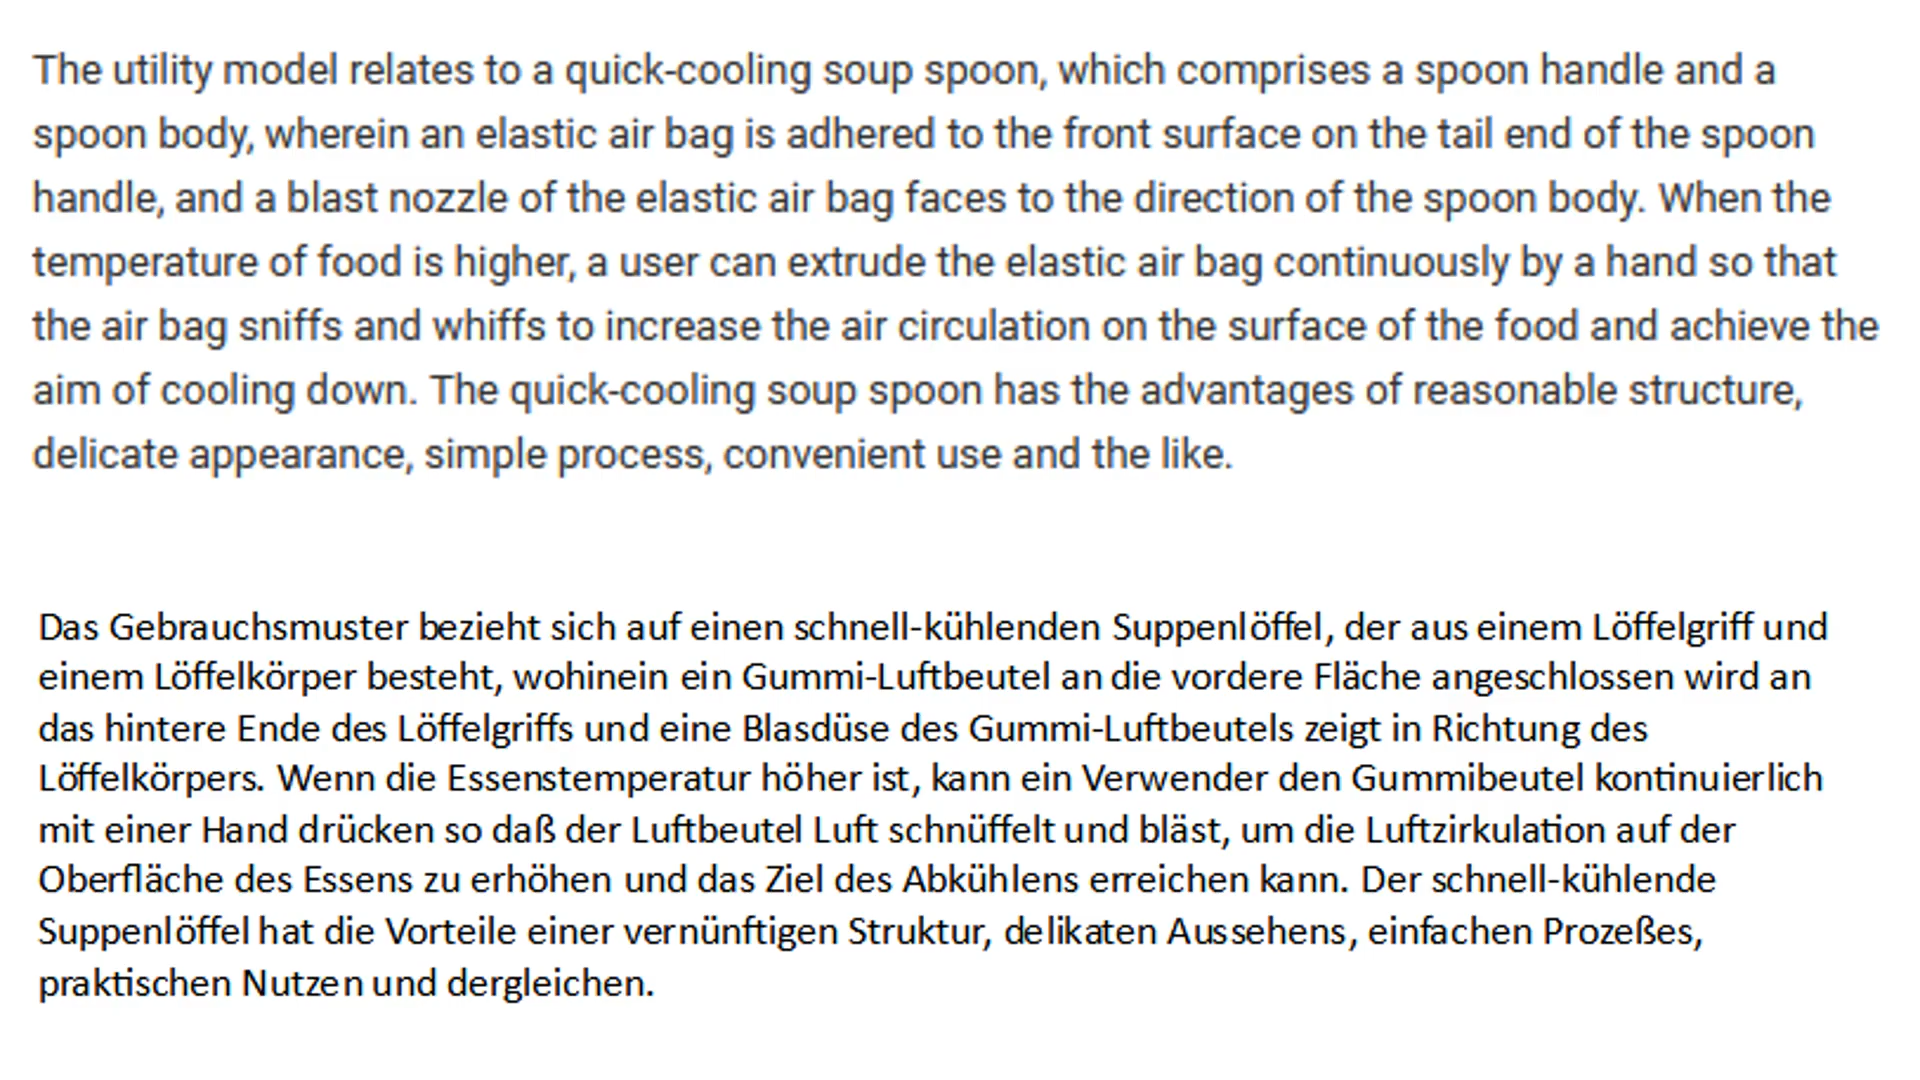 The utility model relates to a quick-cooling soup spoon, which comprises a spoon handle and a
spoon body, wherein an elastic air bag is adhered to the front surface on the tail end of the spoon
handle, and a blast nozzle of the elastic air bag faces to the direction of the spoon body. When the
temperature of food is higher, a user can extrude the elastic air bag continuously by a hand so that
the air bag sniffs and whiffs to increase the air circulation on the surface of the food and achieve the
aim of cooling down. The quick-cooling soup spoon has the advantages of reasonable structure,
delicate appearance, simple process, convenient use and the like.
Das Gebrauchsmuster bezieht sich auf einen schnell-kühlenden Suppenlöffel, der aus einem Löffelgriff und
einem Löffelkörper besteht, wohinein ein Gummi-Luftbeutel an die vordere Fläche angeschlossen wird an
das hintere Ende des Löffelgriffs und eine Blasdüse des Gummi-Luftbeutels zeigt in Richtung des
Löffelkörpers. Wenn die Essenstemperatur höher ist, kann ein Verwender den Gummibeutel kontinuierlich
mit einer Hand drücken so daß der Luftbeutel Luft schnüffelt und bläst, um die Luftzirkulation auf der
Oberfläche des Essens zu erhöhen und das Ziel des Abkühlens erreichen kann. Der schnell-kühlende
Suppenlöffel hat die Vorteile einer vernünftigen Struktur, delikaten Aussehens, einfachen Prozeßes,
praktischen Nutzen und dergleichen.